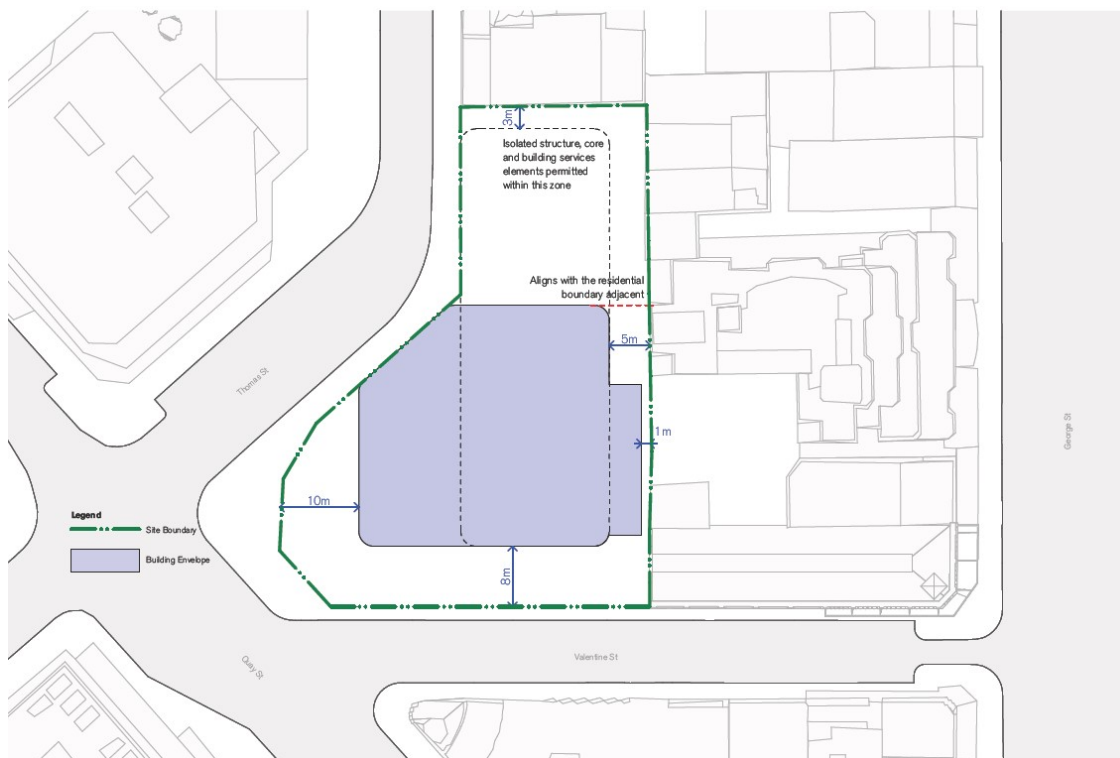 3m
Isolated structure, core
and building services
elements permitted
within this zone
Aligns with the residential
boundary adjacent
5m
Thomas St
George St
1m
10m
Legend
Site Boundary
Building Envelope
8m
Quay St
Valentine St